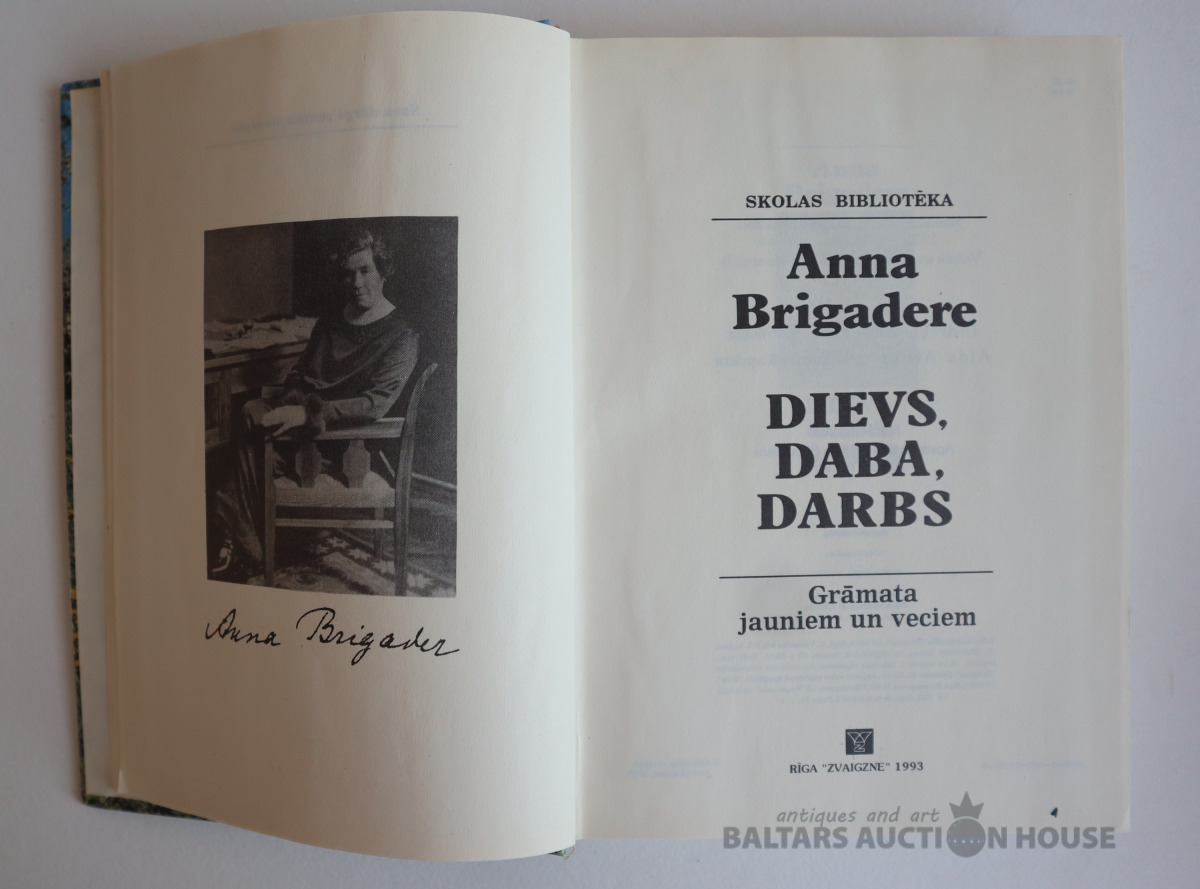 Anna Brigader
SKOLAS BIBLIOTĒKA
Anna
Brigadere
DIEVS,
DABA,
DARBS
Grāmata
jauniem un veciem
RĪGA "ZVAIGZNE" 1993
antiques and art
BALTARS AUCTION HOUSE